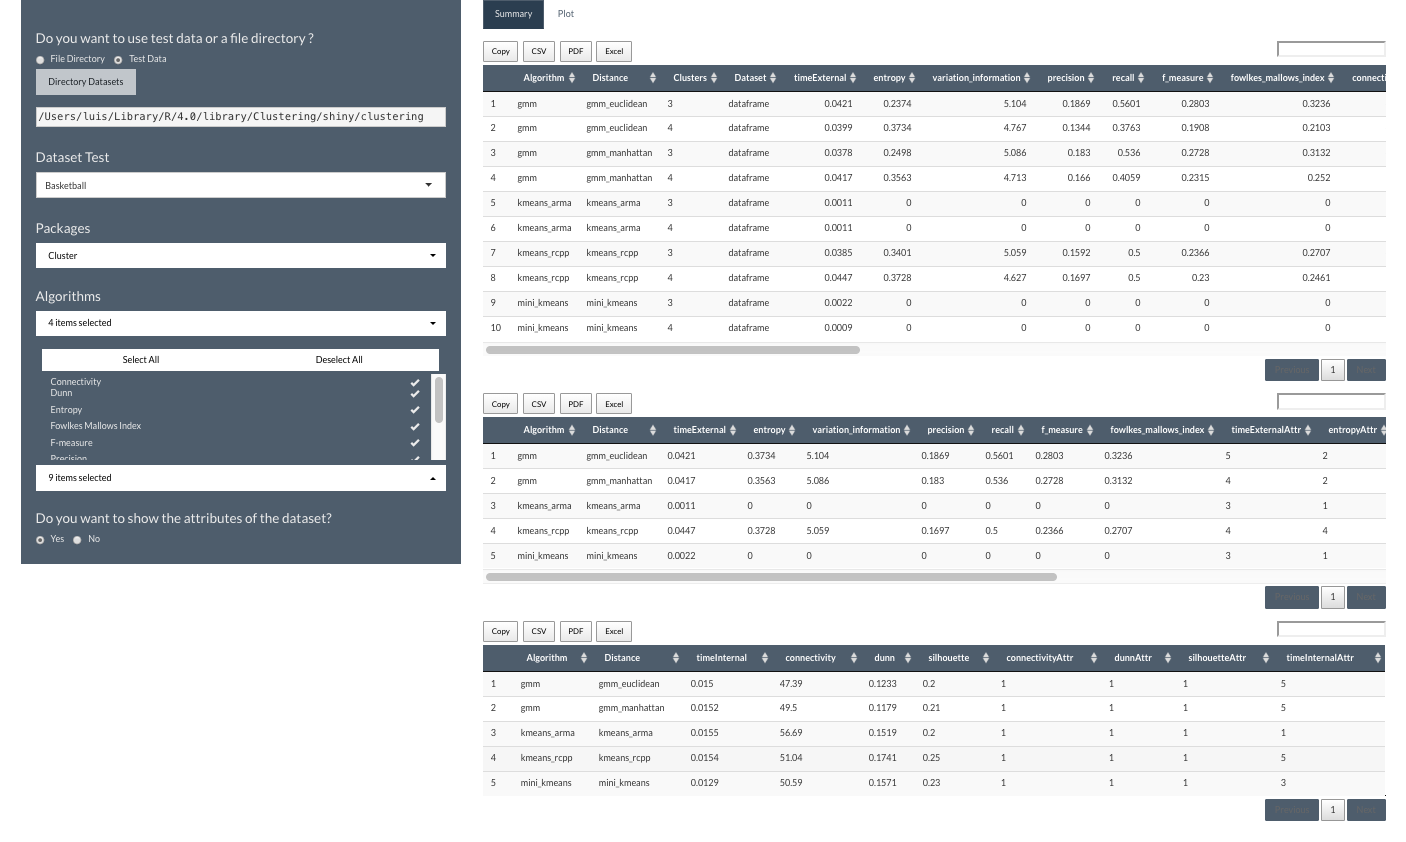 Do you want to use test data or a file directory ?
File Directory Test Data
Directory Datasets
/Users/luis/Library/R/4.0/library/Clustering/shiny/clustering
Dataset Test
Basketball
Packages
Cluster
Algorithms
4 items selected
Select All Deselect All
Connectivity
Dunn
Entropy
Fowlkes Mallows Index
F-measure
Precision
9 items selected
Do you want to show the attributes of the dataset?
Yes No
Summary Plot
Copy CSV PDF Excel
Algorithm Distance Clusters Dataset timeExternal entropy variation_information precision recall f_measure fowlkes_mallows_index connecti
1 gmm gmm_euclidean 3 dataframe 0.0421 0.2374 5.104 0.1869 0.5601 0.2803 0.3236
2 gmm gmm_euclidean 4 dataframe 0.0399 0.3734 4.767 0.1344 0.3763 0.1908 0.2103
3 gmm gmm_manhattan 3 dataframe 0.0378 0.2498 5.086 0.183 0.536 0.2728 0.3132
4 gmm gmm_manhattan 4 dataframe 0.0417 0.3563 4.713 0.166 0.4059 0.2315 0.252
5 kmeans_arma kmeans_arma 3 dataframe 0.0011 0 0 0 0 0 0
6 kmeans_arma kmeans_arma 4 dataframe 0.0011 0 0 0 0 0 0
7 kmeans_rcpp kmeans_rcpp 3 dataframe 0.0385 0.3401 5.059 0.1592 0.5 0.2366 0.2707
8 kmeans_rcpp kmeans_rcpp 4 dataframe 0.0447 0.3728 4.627 0.1697 0.5 0.23 0.2461
9 mini_kmeans mini_kmeans 3 dataframe 0.0022 0 0 0 0 0 0
10 mini_kmeans mini_kmeans 4 dataframe 0.0009 0 0 0 0 0 0
Previous 1 Next
Copy CSV PDF Excel
Algorithm Distance timeExternal entropy variation_information precision recall f_measure fowlkes_mallows_index timeExternalAttr entropyAttr
1 gmm gmm_euclidean 0.0421 0.3734 5.104 0.1869 0.5601 0.2803 0.3236 5 2
2 gmm gmm_manhattan 0.0417 0.3563 5.086 0.183 0.536 0.2728 0.3132 4 2
3 kmeans_arma kmeans_arma 0.0011 0 0 0 0 0 0 3 1
4 kmeans_rcpp kmeans_rcpp 0.0447 0.3728 5.059 0.1697 0.5 0.2366 0.2707 4 4
5 mini_kmeans mini_kmeans 0.0022 0 0 0 0 0 0 3 1
Previous 1 Next
Copy CSV PDF Excel
Algorithm Distance timeInternal connectivity dunn silhouette connectivityAttr dunnAttr silhouetteAttr timeInternalAttr
1 gmm gmm_euclidean 0.015 47.39 0.1233 0.2 1 1 1 5
2 gmm gmm_manhattan 0.0152 49.5 0.1179 0.21 1 1 1 5
3 kmeans_arma kmeans_arma 0.0155 56.69 0.1519 0.2 1 1 1 1
4 kmeans_rcpp kmeans_rcpp 0.0154 51.04 0.1741 0.25 1 1 1 5
5 mini_kmeans mini_kmeans 0.0129 50.59 0.1571 0.23 1 1 1 3
Previous 1 Next